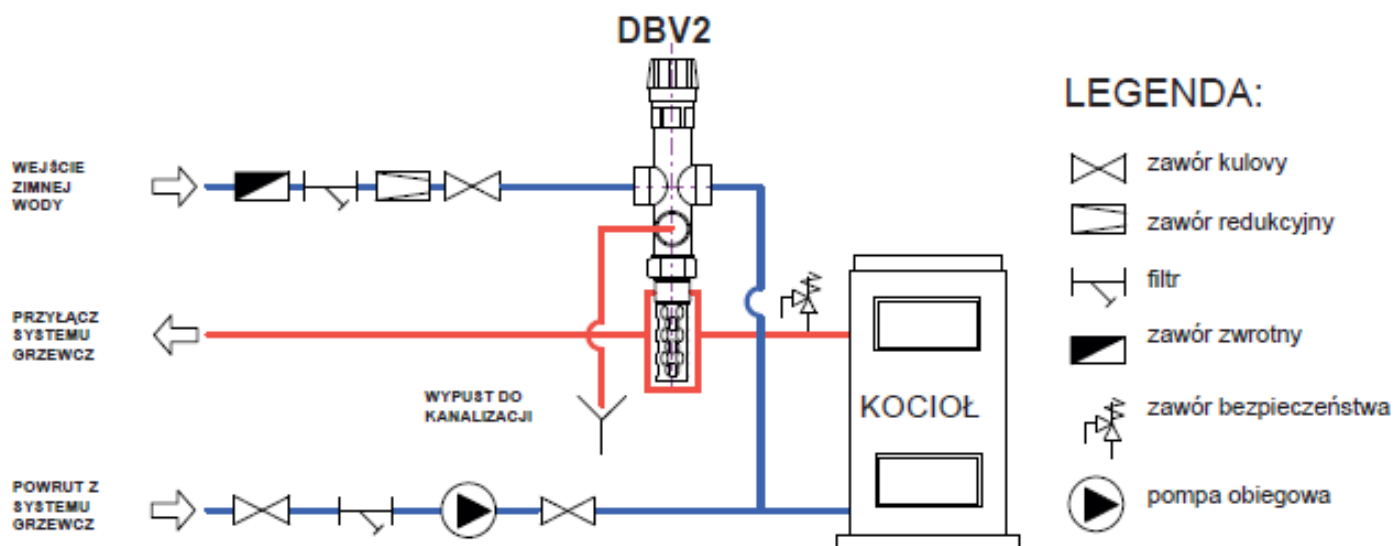 DBV2
WEJŚCIE
ZIMNEJ
WODY
PRZYŁĄCZ
SYSTEMU
GRZEWCZ
WYPUST DO
KANALIZACJI
POWRUT Z
SYSTEMU
GRZEWCZ
KOCIOŁ
LEGENDA:
zawór kulovy
zawór redukcyjny
filtr
zawór zwrotny
zawór bezpieczeństwa
pompa obiegowa